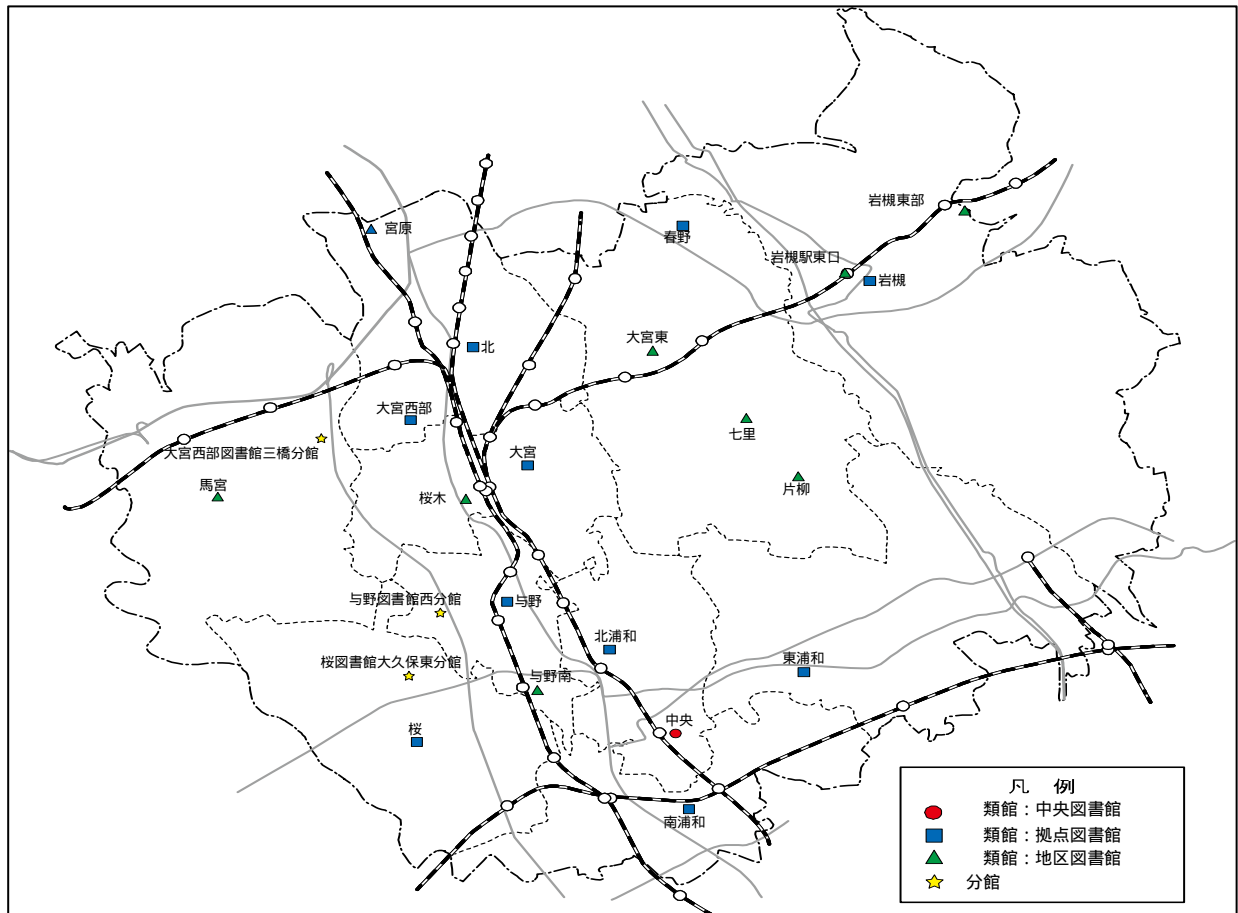 岩槻東部
宮原
春野
岩槻駅東口
岩槻
大宮東
北
大宮西部
七里
大宮西部図書館三橋分館
大宮
馬宮
桜木
片柳
与野図書館西分館
与野
北浦和
桜図書館大久保東分館
東浦和
与野南
中央
桜
南浦和
凡 例
類館：中央図書館
類館：拠点図書館
類館：地区図書館
分館